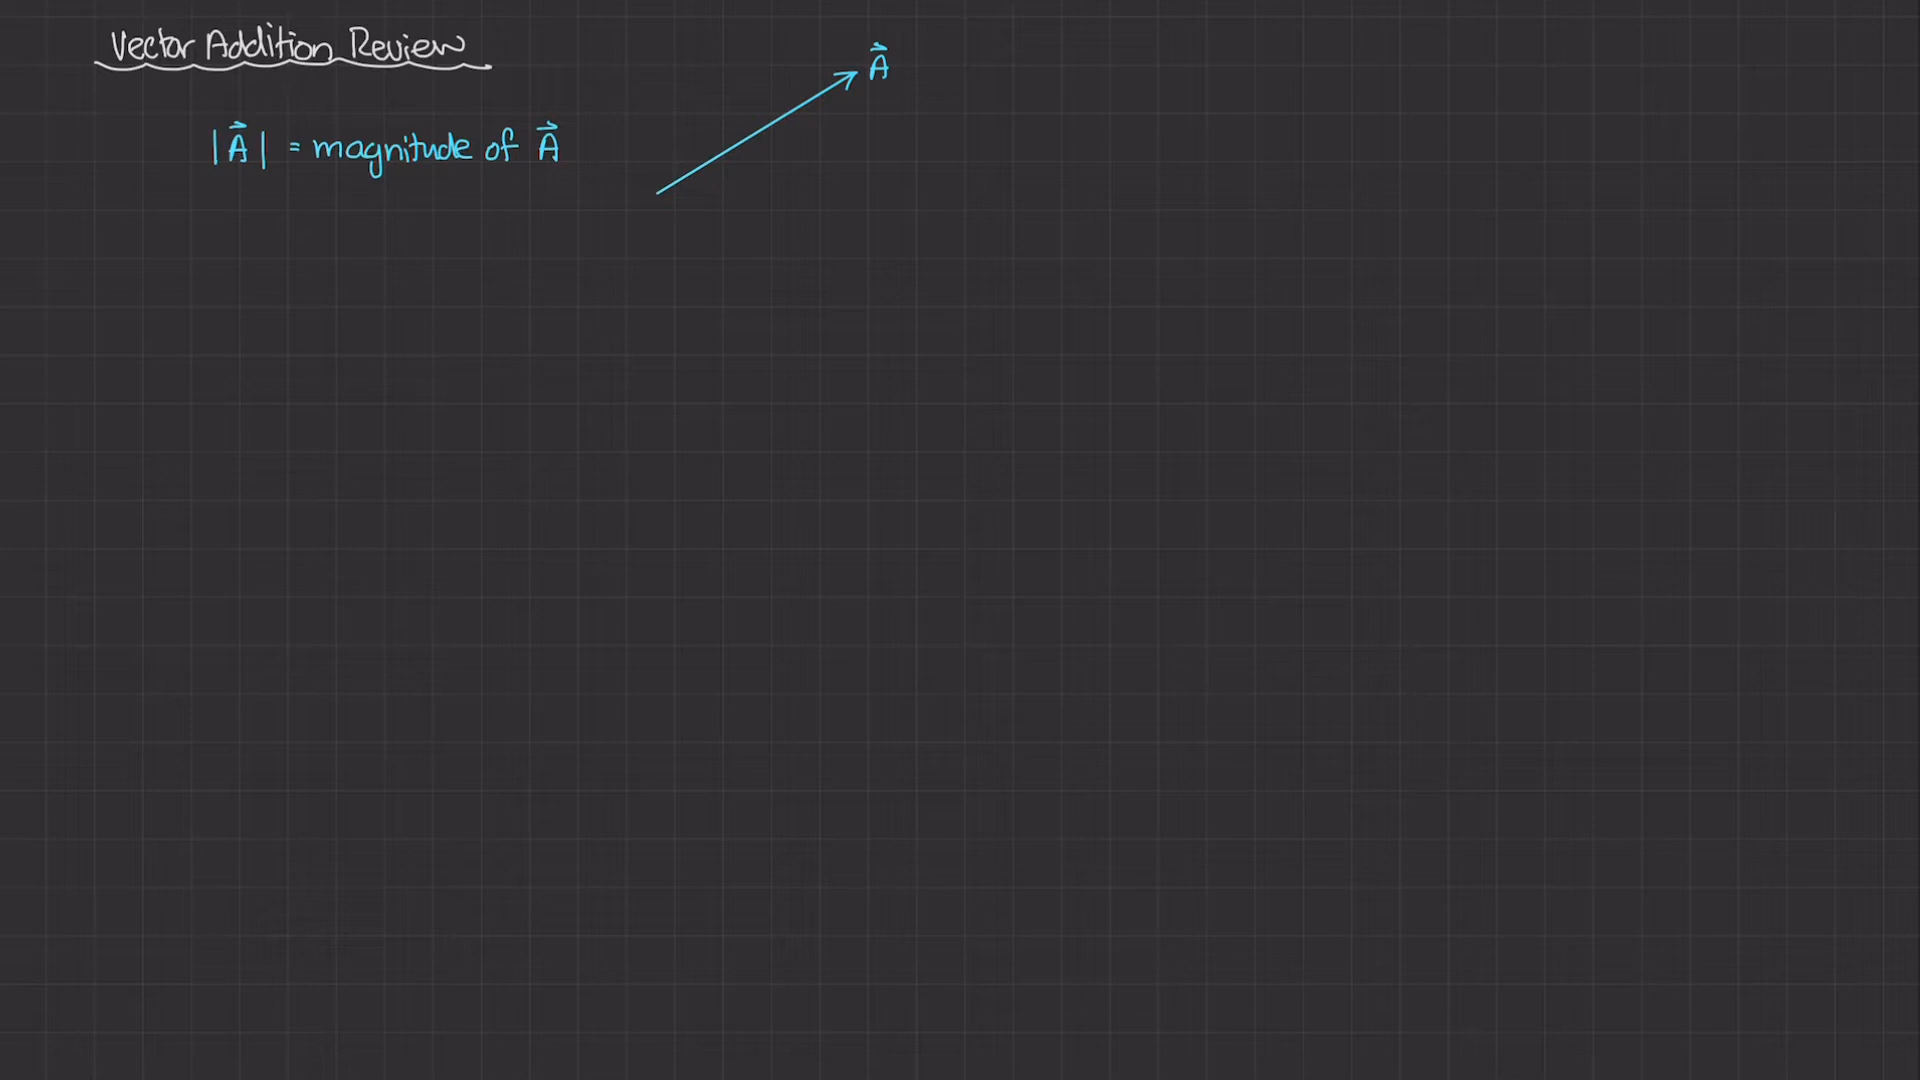 Vector Addition Review
A⃗
|A⃗| = magnitude of A⃗